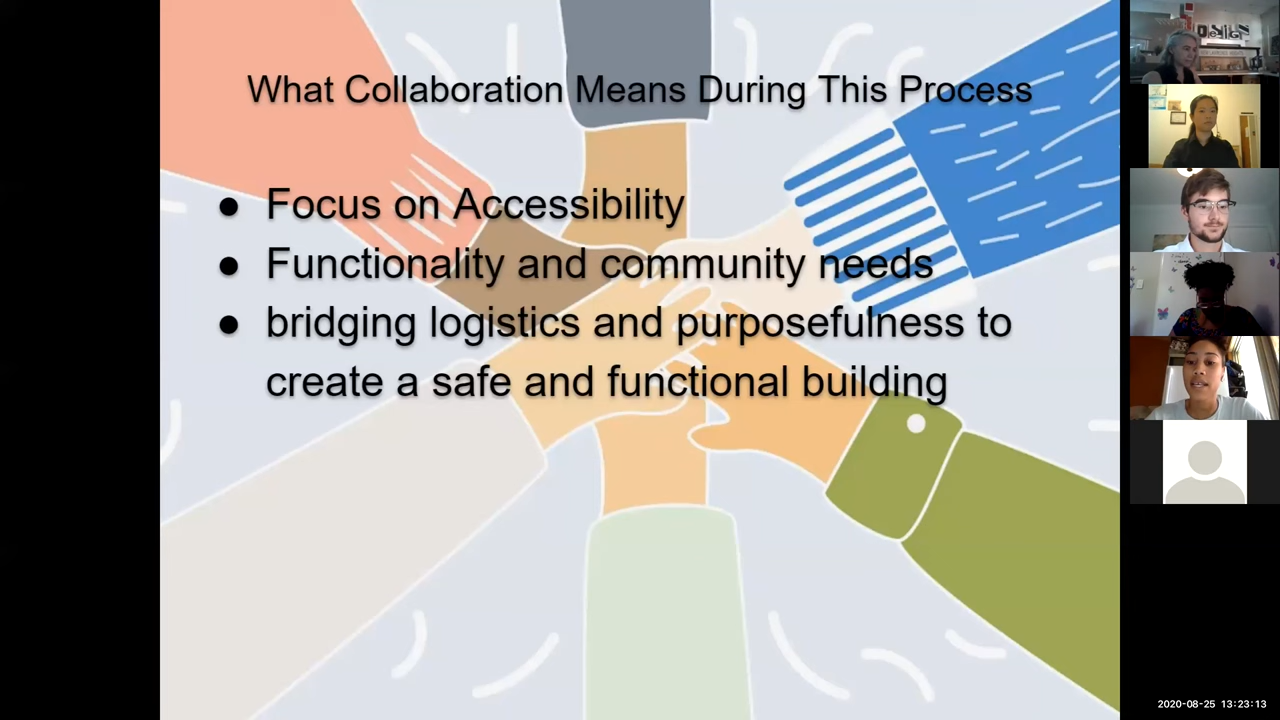 What Collaboration Means During This Process
● Focus on Accessibility
● Functionality and community needs
● bridging logistics and purposefulness to
create a safe and functional building
2020-08-25 13:23:13